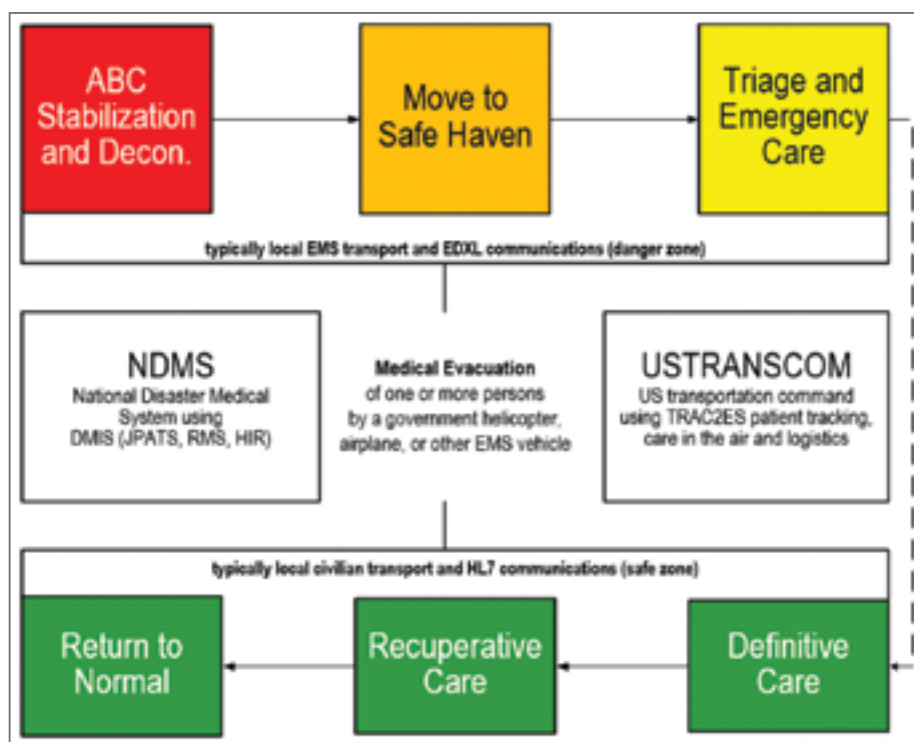 ABC
Stabilization
and Decon.
Move to
Safe Haven
Triage and
Emergency
Care
typically local EMS transport and EDXL communications (danger zone)
NDMS
National Disaster Medical
System using
DMIS (JPATS, RMS, HIR)
Medical Evacuation
of one or more persons
by a government helicopter,
airplane, or other EMS vehicle
USTRANSCOM
US transportation command
using TRAC2ES patient tracking,
care in the air and logistics
typically local civilian transport and HL7 communications (safe zone)
Return to
Normal
Recuperative
Care
Definitive
Care